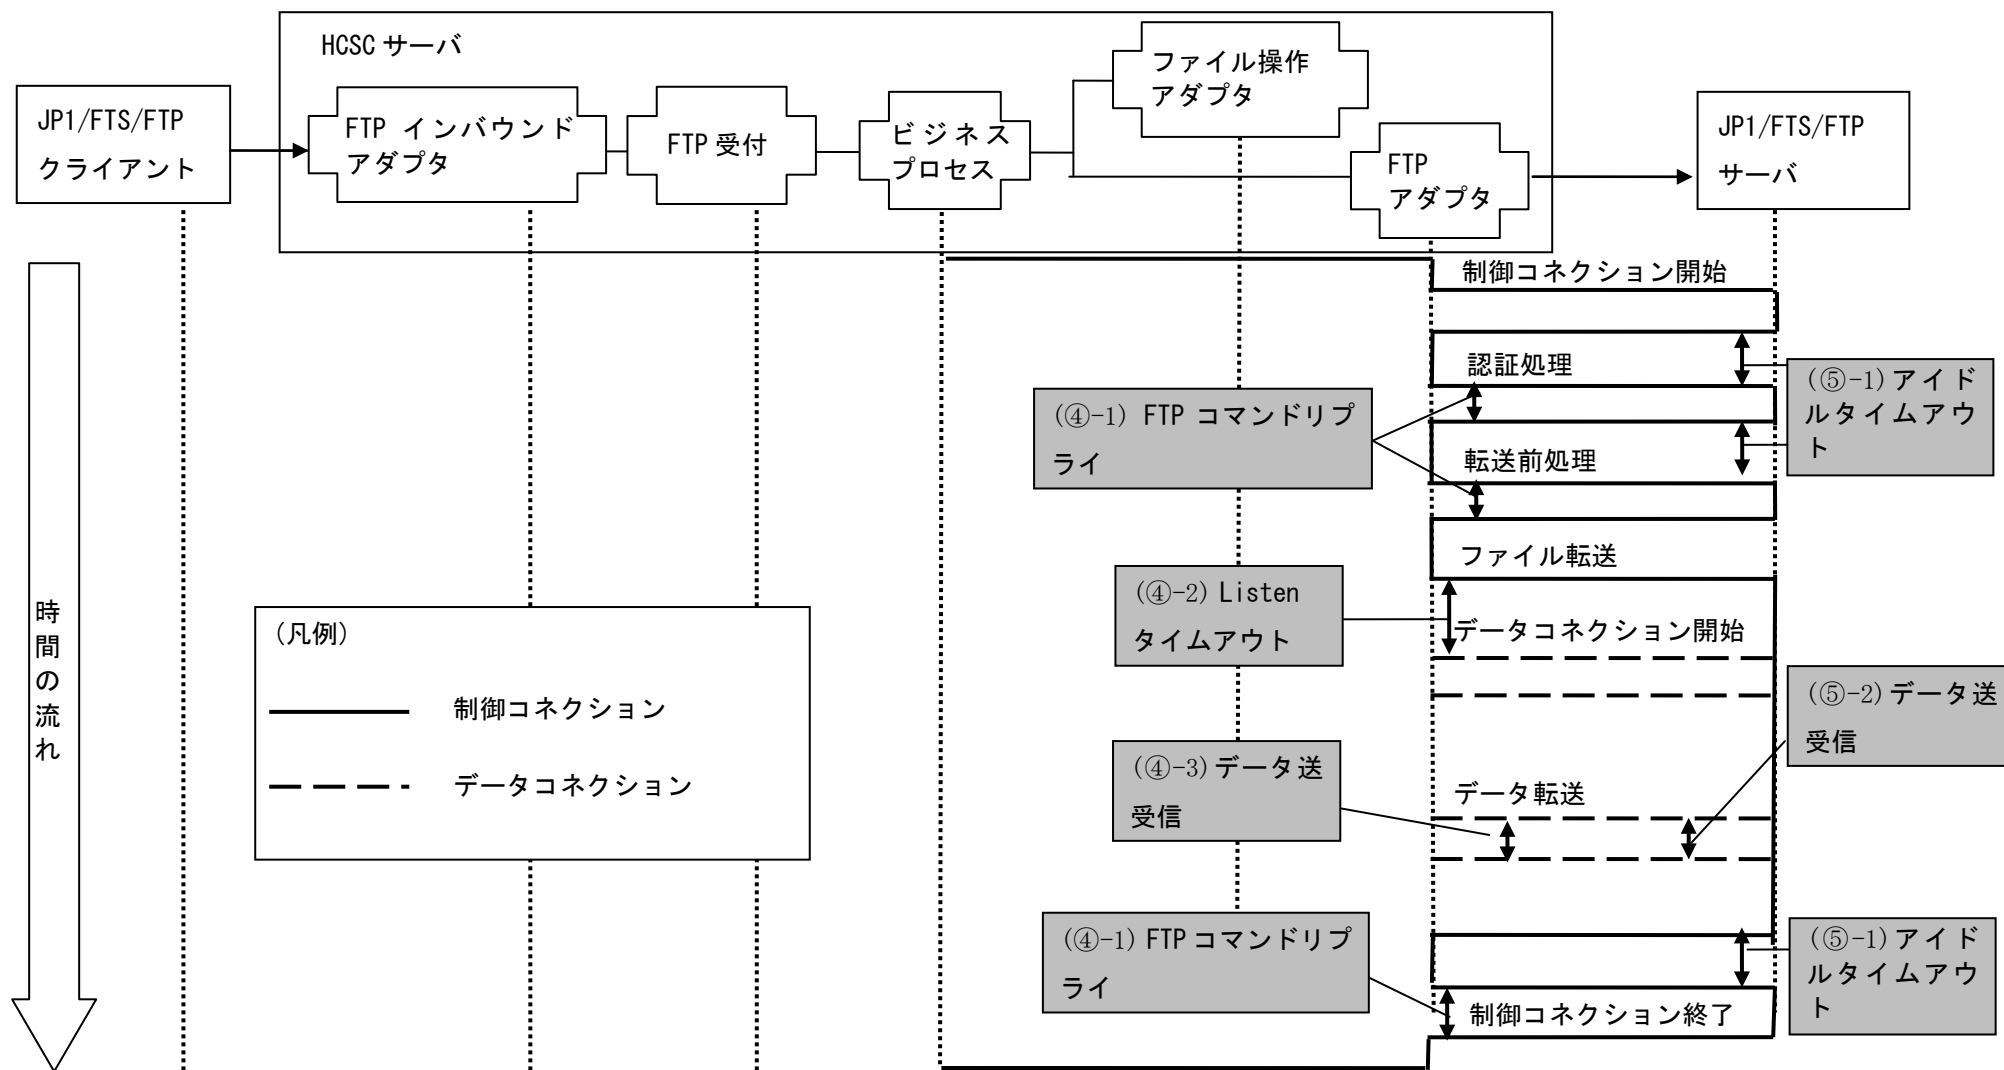 HCSC サーバ
JP1/FTS/FTP
クライアント
FTP インバウンド
アダプタ
FTP 受付
ビジネス
プロセス
ファイル操作
アダプタ
FTP
アダプタ
JP1/FTS/FTP
サーバ
制御コネクション開始
認証処理
(⑤-1)アイド
ルタイムアウ
ト
(④-1) FTP コマンドリプ
ライ
転送前処理
ファイル転送
(④-2) Listen
タイムアウト
データコネクション開始
時間の流れ
(凡例)
制御コネクション
データコネクション
(⑤-2)データ送
受信
(④-3)データ送
受信
データ転送
(④-1) FTP コマンドリプ
ライ
(⑤-1)アイド
ルタイムアウ
ト
制御コネクション終了